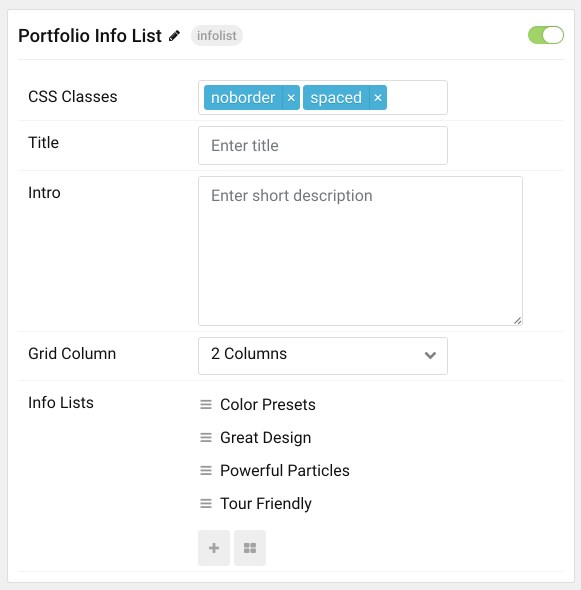 Portfolio Info List infolist
CSS Classes noborder × spaced ×
Title Enter title
Intro Enter short description
Grid Column 2 Columns
Info Lists Color Presets
Great Design
Powerful Particles
Tour Friendly